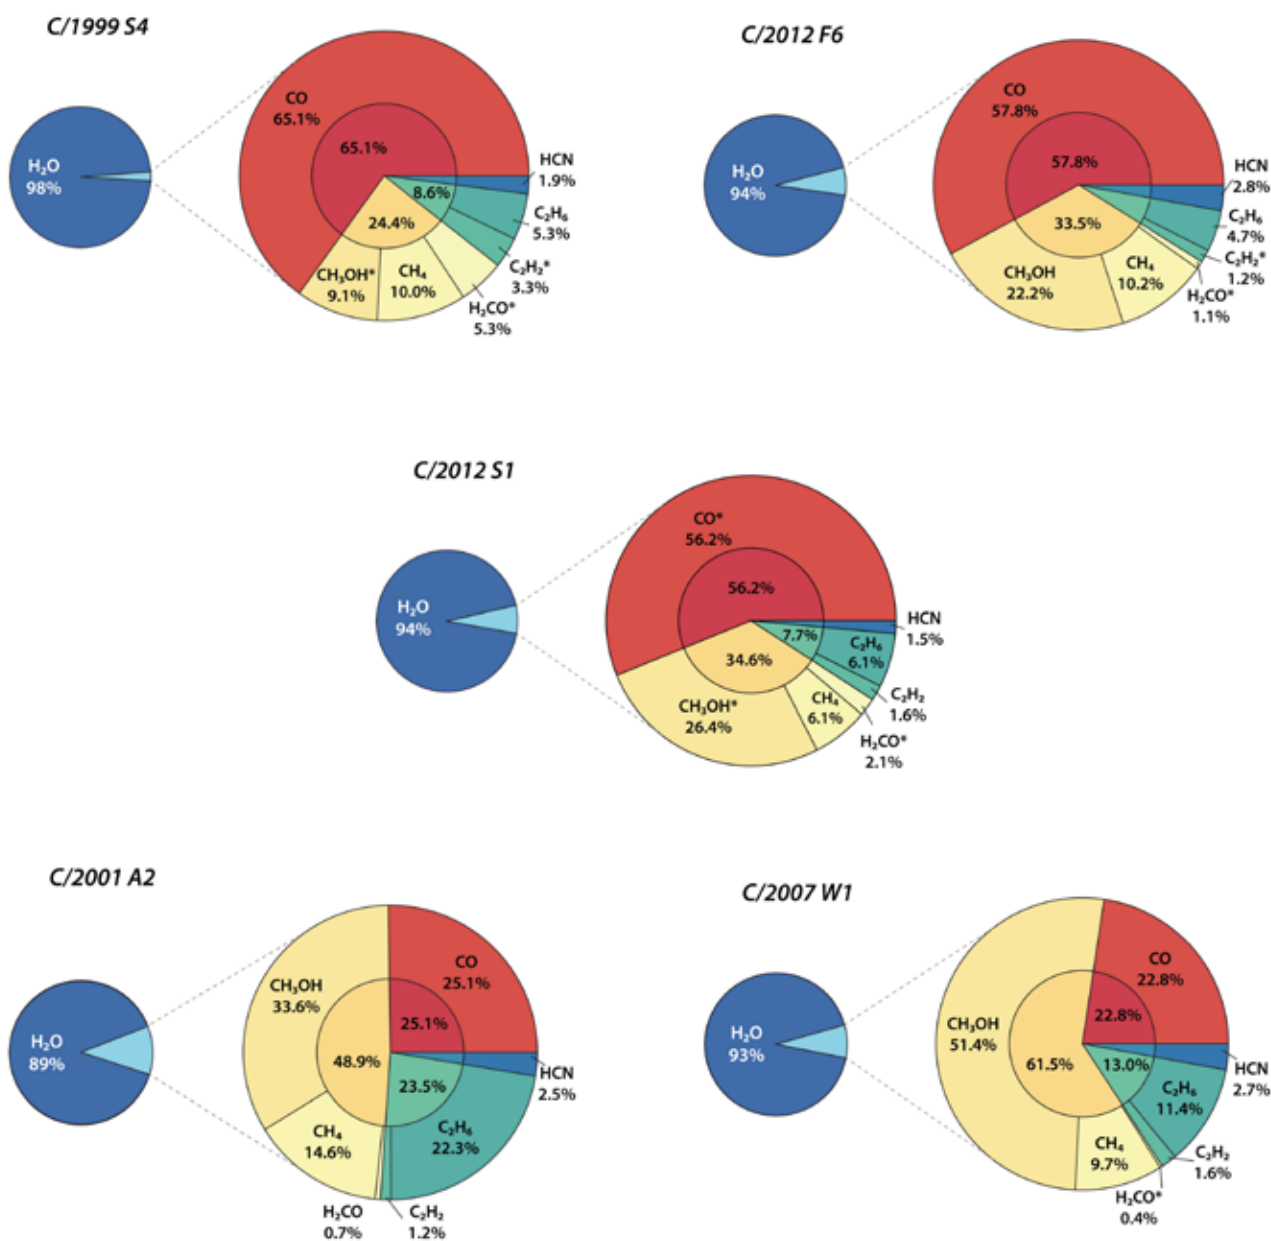 C/1999 S4
H₂O
98%
CO
65.1%
65.1%
8.6%
24.4%
HCN
1.9%
C₂H₆
5.3%
C₂H₂*
3.3%
H₂CO*
5.3%
CH₄
10.0%
CH₃OH*
9.1%
C/2012 F6
H₂O
94%
CO
57.8%
57.8%
33.5%
HCN
2.8%
C₂H₆
4.7%
C₂H₂*
1.2%
H₂CO*
1.1%
CH₄
10.2%
CH₃OH
22.2%
C/2012 S1
H₂O
94%
CO*
56.2%
56.2%
7.7%
34.6%
HCN
1.5%
C₂H₆
6.1%
C₂H₂
1.6%
H₂CO*
2.1%
CH₄
6.1%
CH₃OH*
26.4%
C/2001 A2
H₂O
89%
CH₃OH
33.6%
CO
25.1%
25.1%
48.9%
23.5%
HCN
2.5%
C₂H₆
22.3%
CH₄
14.6%
H₂CO
0.7%
C₂H₂
1.2%
C/2007 W1
H₂O
93%
CO
22.8%
22.8%
CH₃OH
51.4%
61.5%
13.0%
HCN
2.7%
C₂H₆
11.4%
C₂H₂
1.6%
CH₄
9.7%
H₂CO*
0.4%